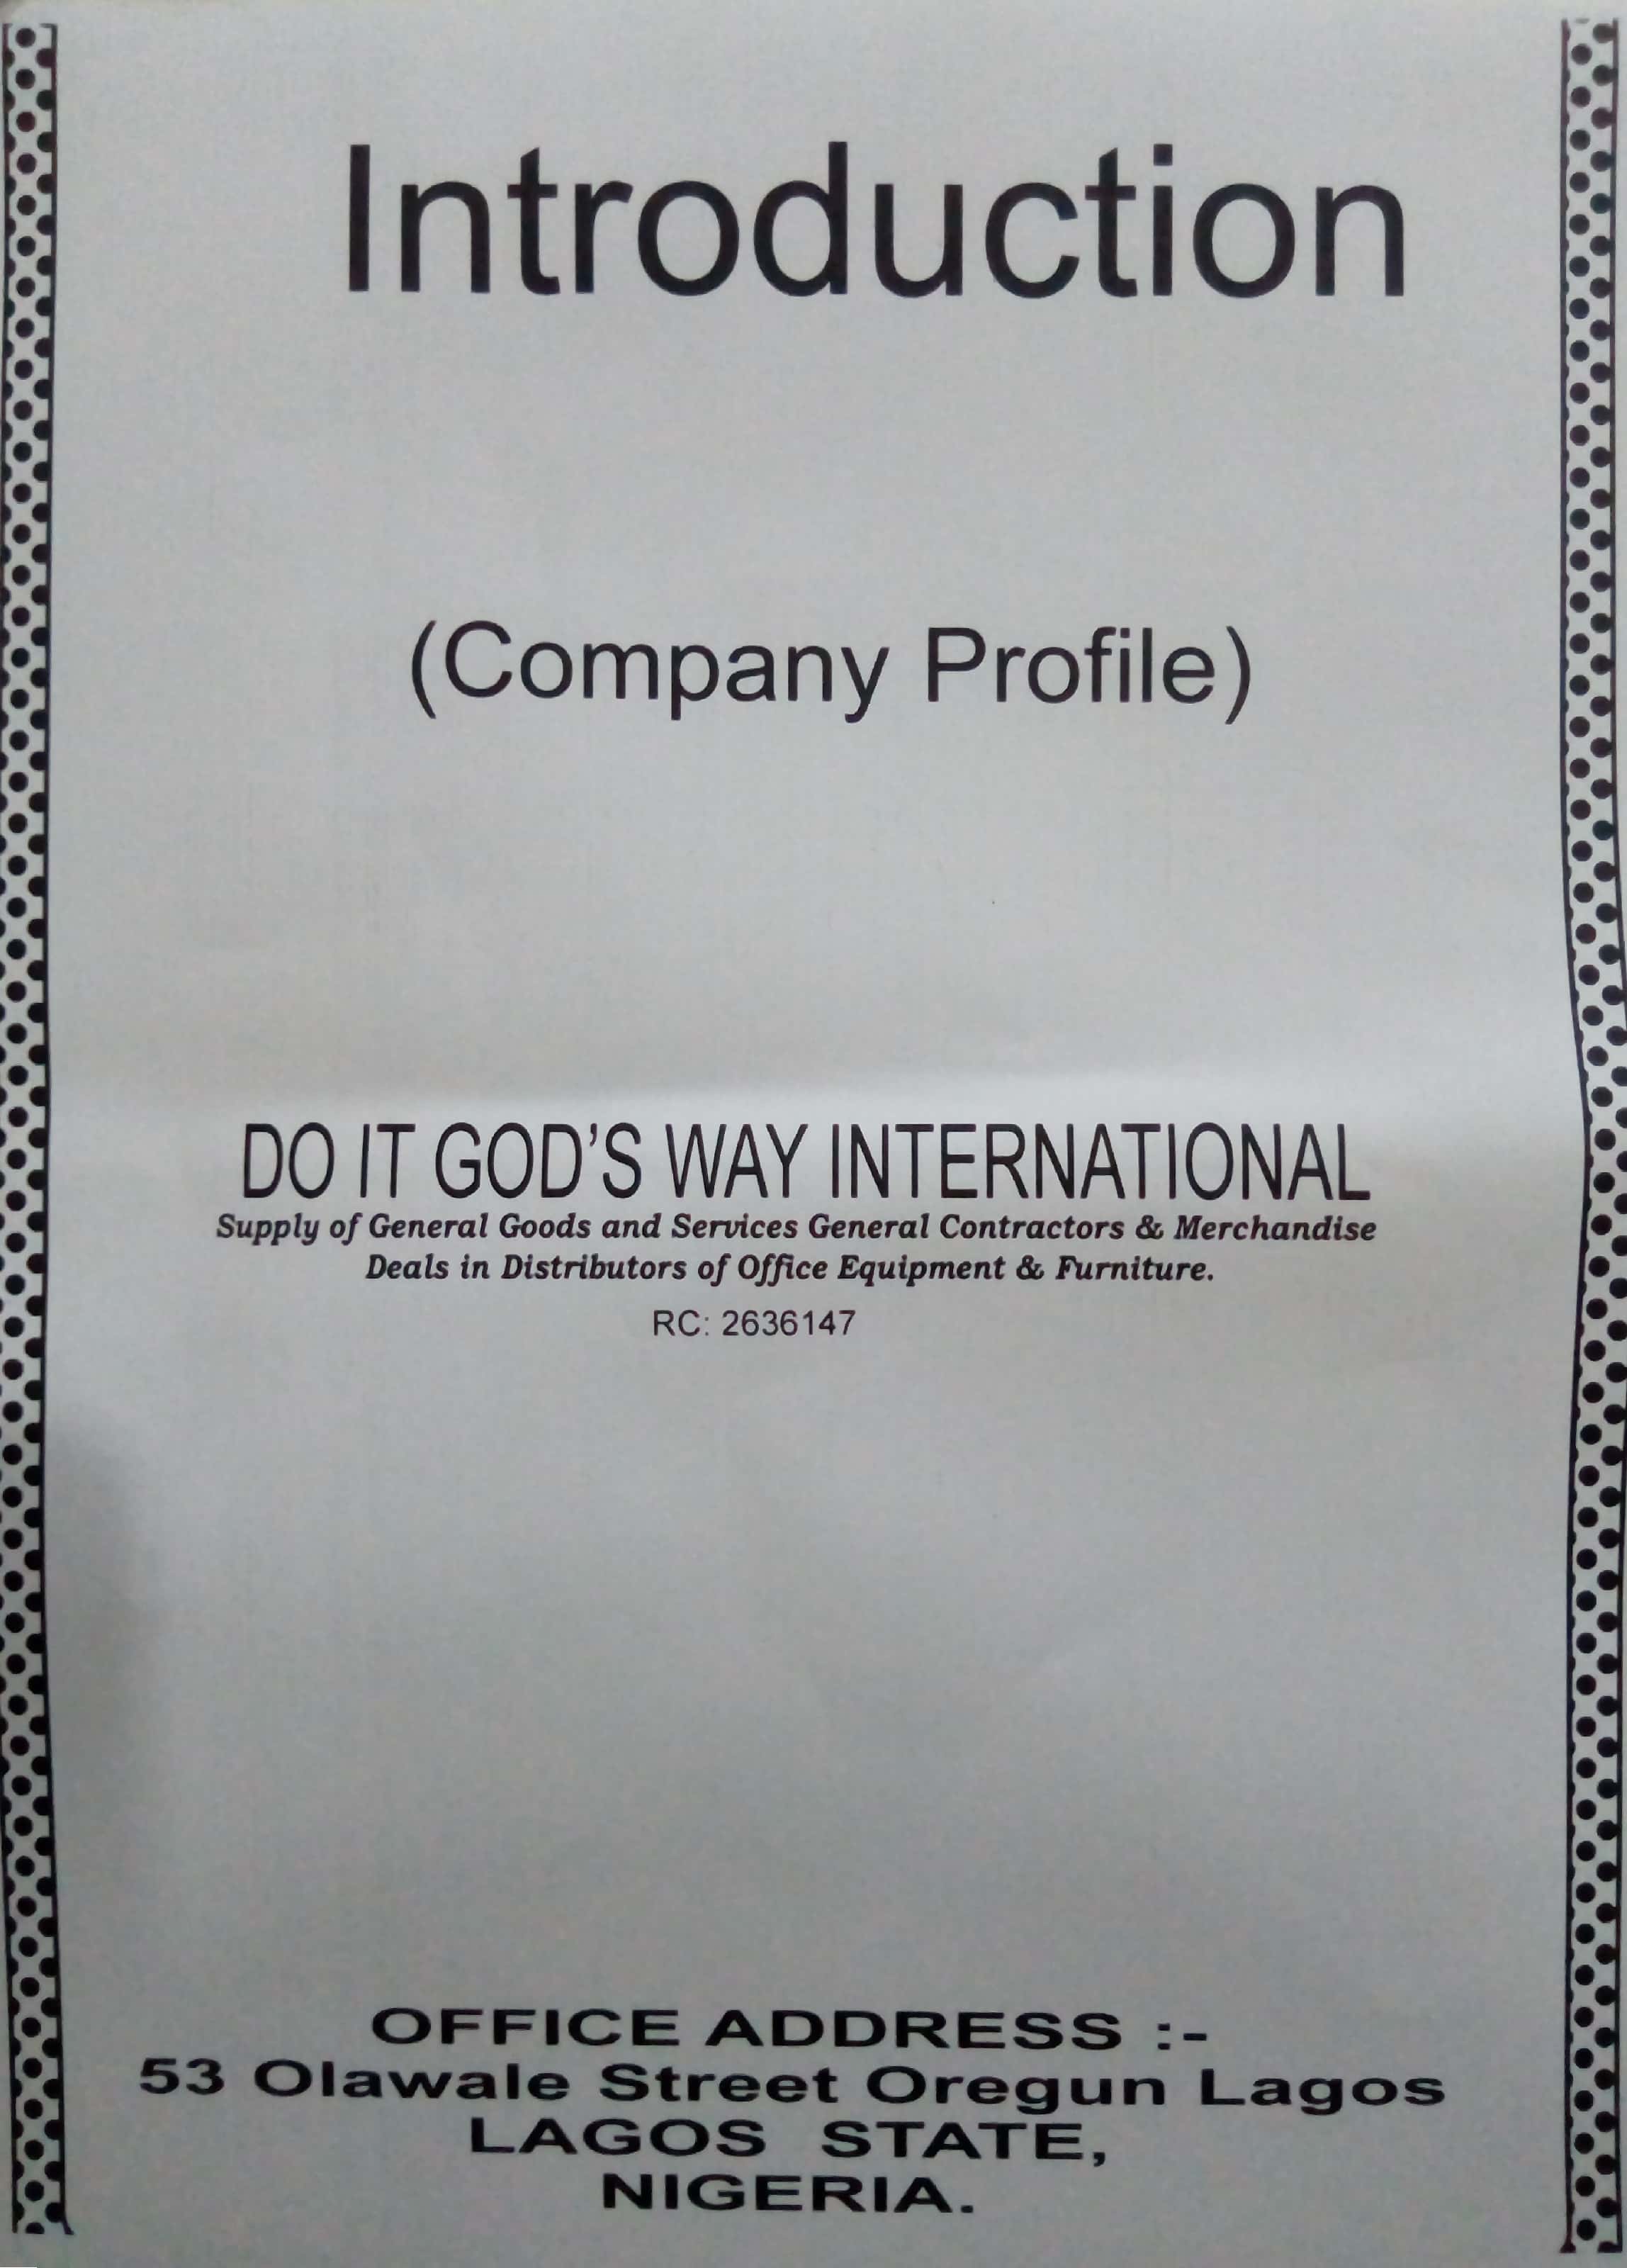 Introduction
(Company Profile)
DO IT GOD'S WAY INTERNATIONAL
Supply of General Goods and Services General Contractors & Merchandise
Deals in Distributors of Office Equipment & Furniture.
RC: 2636147
OFFICE ADDRESS :-
53 Olawale Street Oregun Lagos
LAGOS STATE,
NIGERIA.